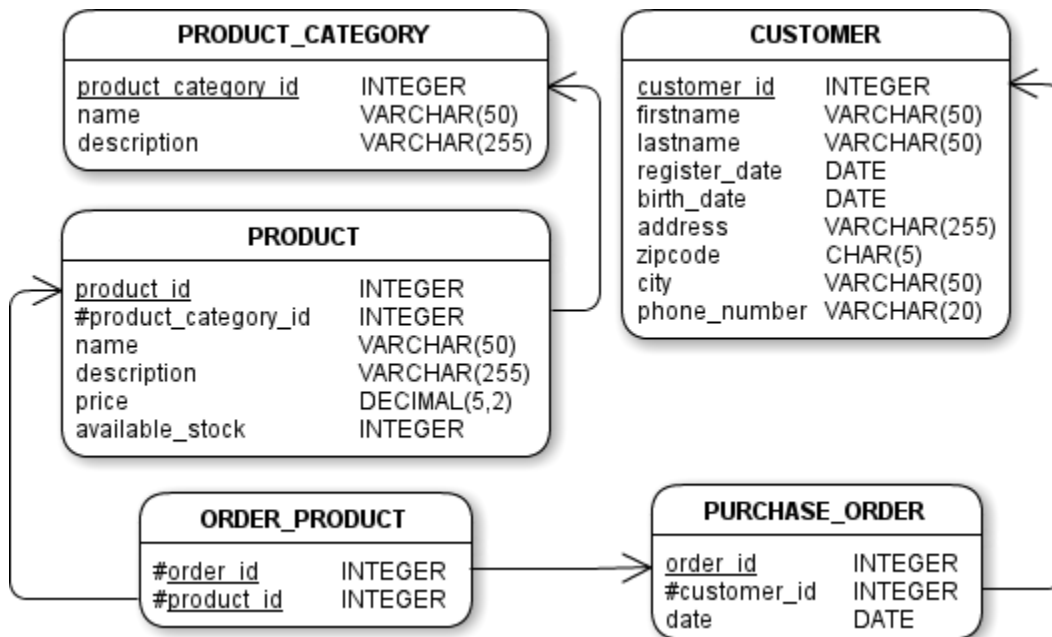 PRODUCT_CATEGORY
product_category_id INTEGER
name VARCHAR(50)
description VARCHAR(255)
CUSTOMER
customer_id INTEGER
firstname VARCHAR(50)
lastname VARCHAR(50)
register_date DATE
birth_date DATE
address VARCHAR(255)
zipcode CHAR(5)
city VARCHAR(50)
phone_number VARCHAR(20)
PRODUCT
product_id INTEGER
#product_category_id INTEGER
name VARCHAR(50)
description VARCHAR(255)
price DECIMAL(5,2)
available_stock INTEGER
ORDER_PRODUCT
#order_id INTEGER
#product_id INTEGER
PURCHASE_ORDER
order_id INTEGER
#customer_id INTEGER
date DATE